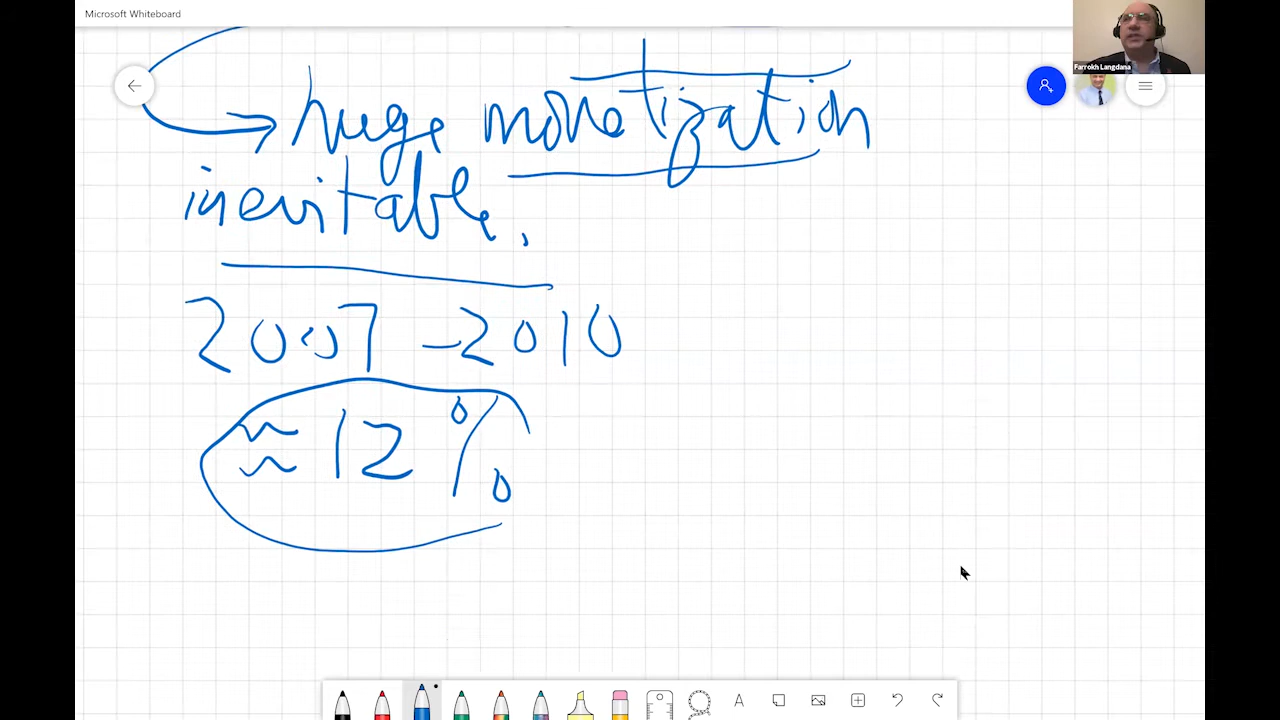 Microsoft Whiteboard
Farrokh Langdana
→ huge monetization
inevitable.
2007 - 2010
≈ 12%
A